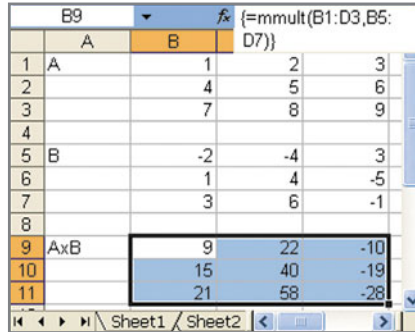 B9 fx {=mmult(B1:D3,B5:
D7)}
A B
1 A 1 2 3
2 4 5 6
3 7 8 9
4
5 B -2 -4 3
6 1 4 -5
7 3 6 -1
8
9 AxB 9 22 -10
10 15 40 -19
11 21 58 -28
Sheet1 Sheet2